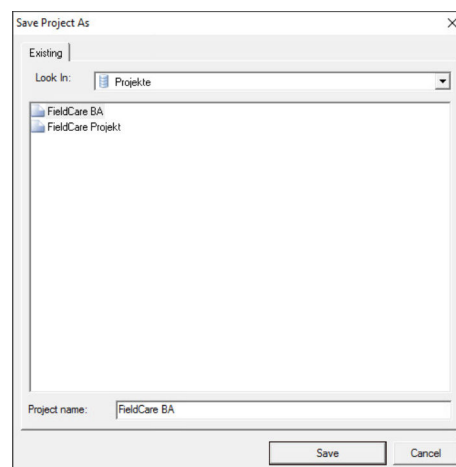 Save Project As
Existing
Look In: Projekte
FieldCare BA
FieldCare Projekt
Project name: FieldCare BA
Save Cancel